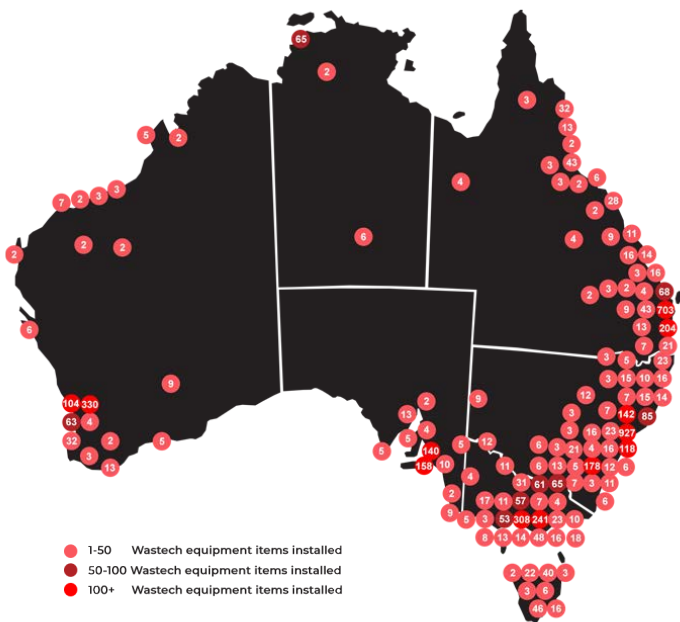 65
2
3
32
13
5 2
2
3 43
6
4 3 2
7 2 3 3
28
2
6 4 9 11
2 2
2 16 14
3 16
2 3 2 4 68
9 43 703
6 13 204
7 21
3 5 23
9 9 3 15 10 16
12 7 15 14
104 330 2
13 3 7 142 85
63 4 4 3 16 23 927
32 2 5 5 5 12
3 5 140 6 3 21 4 16 118
13 158 10 11 6 13 5 178 12 6
4 31 61 65 7 3 11
2 17 11 57 7 4 6
9 5 3 53 308 241 23 10
8 13 14 48 16 18
1-50 Wastech equipment items installed
50-100 Wastech equipment items installed
100+ Wastech equipment items installed
2 22 40 3
3 6
46 16